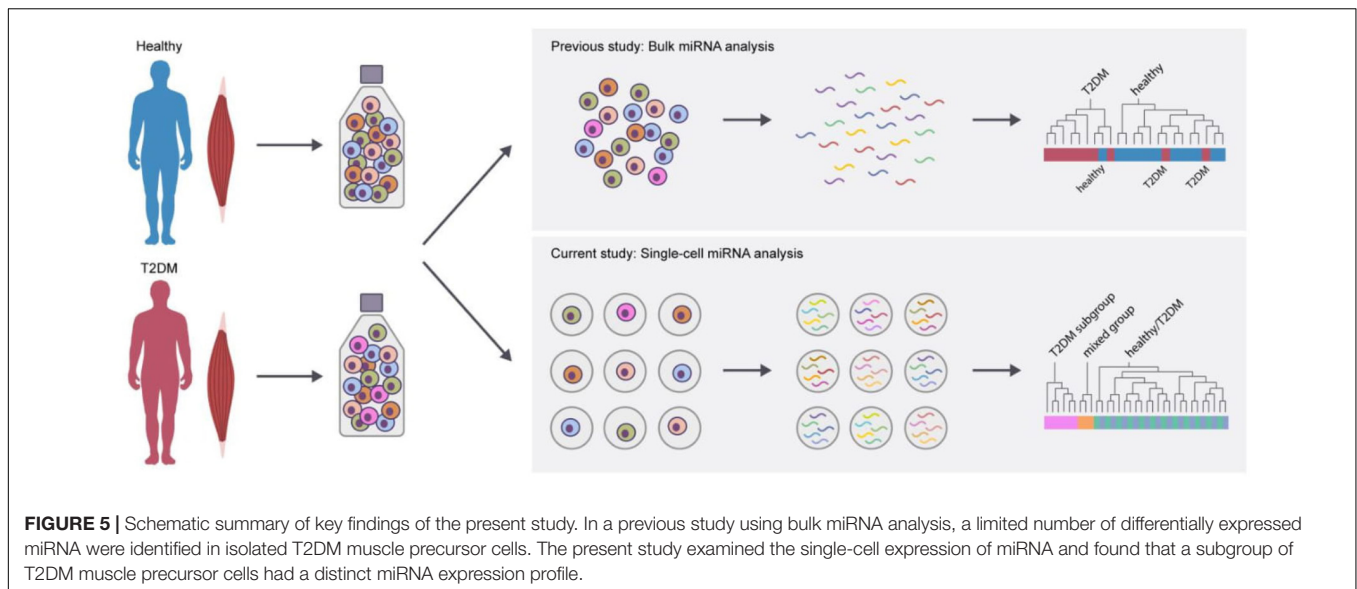 Healthy
T2DM
Previous study: Bulk miRNA analysis
T2DM
healthy
healthy
T2DM
T2DM
Current study: Single-cell miRNA analysis
T2DM subgroup
mixed group
healthy/T2DM
FIGURE 5 | Schematic summary of key findings of the present study. In a previous study using bulk miRNA analysis, a limited number of differentially expressed
miRNA were identified in isolated T2DM muscle precursor cells. The present study examined the single-cell expression of miRNA and found that a subgroup of
T2DM muscle precursor cells had a distinct miRNA expression profile.